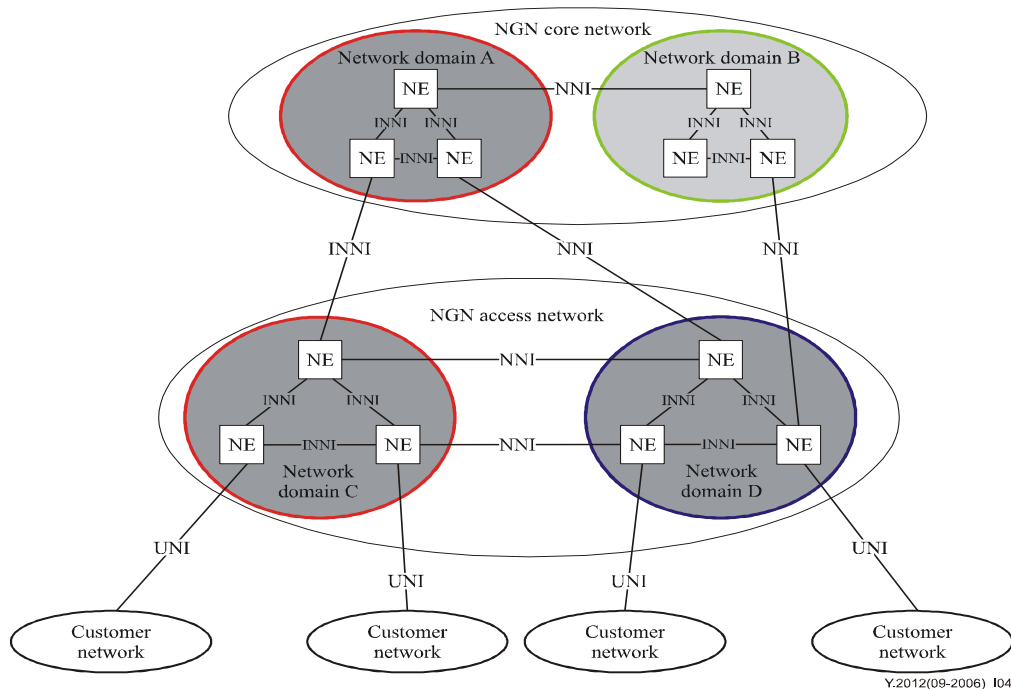 NGN core network
Network domain A
Network domain B
NE
NNI
NE
INNI
INNI
INNI
INNI
NE
INNI
NE
NE
INNI
NE
INNI
NNI
NNI
NGN access network
NE
NNI
NE
INNI
INNI
INNI
INNI
NE
INNI
NE
NNI
NE
INNI
NE
Network
domain C
Network
domain D
UNI
UNI
UNI
UNI
Customer
network
Customer
network
Customer
network
Customer
network
Y.2012(09-2006)_I04